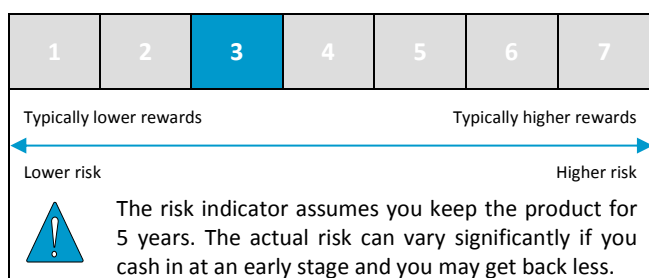 1 2 3 4 5 6 7
Typically lower rewards Typically higher rewards
Lower risk Higher risk
The risk indicator assumes you keep the product for
5 years. The actual risk can vary significantly if you
cash in at an early stage and you may get back less.